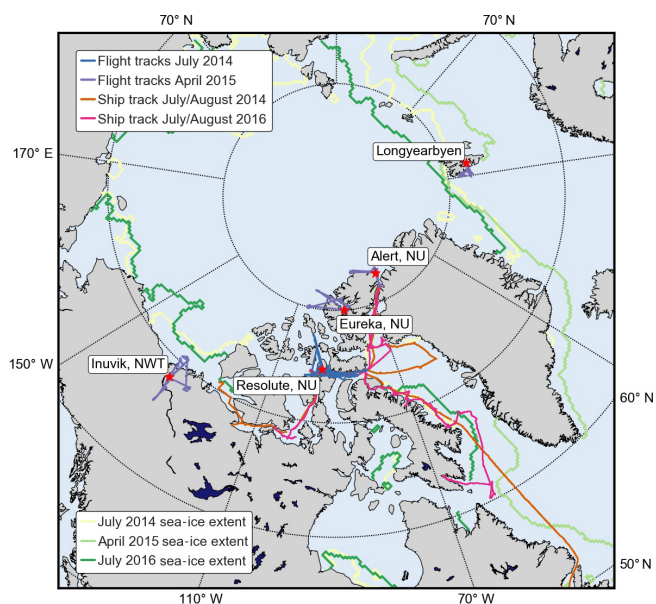 70° N
70° N
Flight tracks July 2014
Flight tracks April 2015
Ship track July/August 2014
Ship track July/August 2016
170° E
Longyearbyen
Alert, NU
Eureka, NU
150° W
Inuvik, NWT
Resolute, NU
60° N
July 2014 sea-ice extent
April 2015 sea-ice extent
July 2016 sea-ice extent
50° N
110° W
70° W